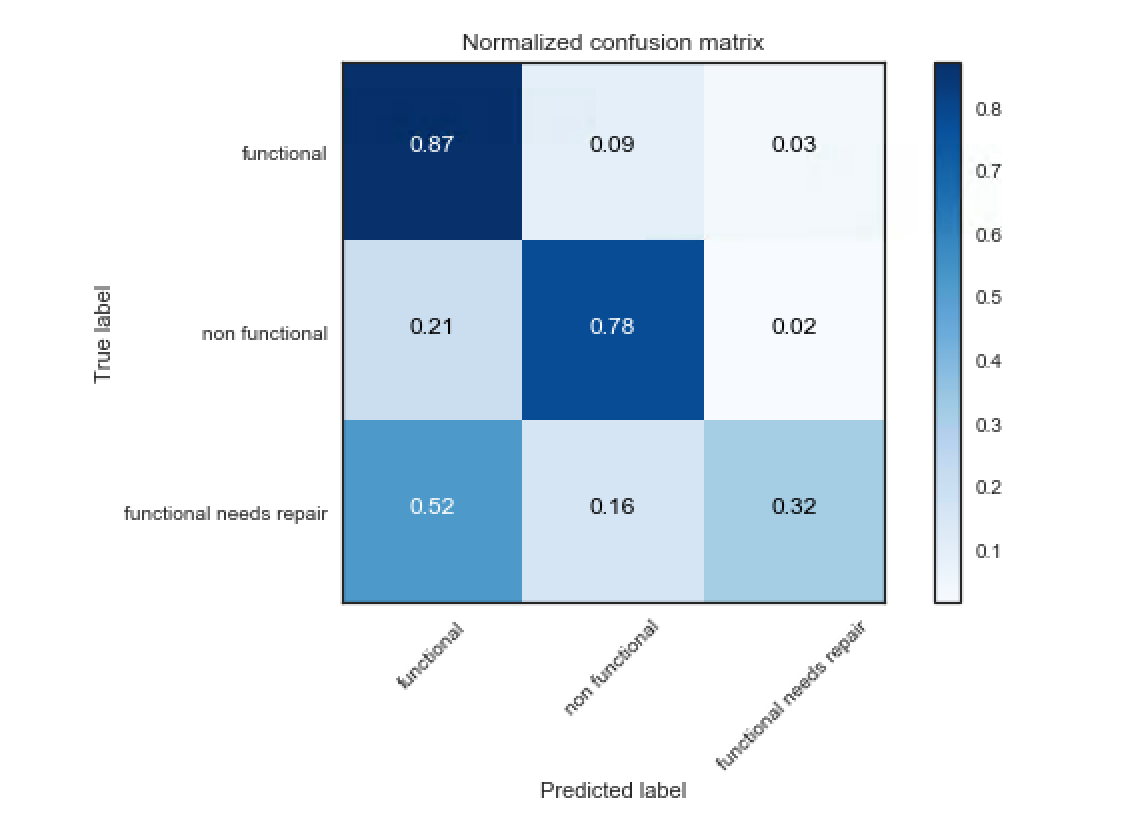 Normalized confusion matrix
functional
0.87
0.09
0.03
non functional
0.21
0.78
0.02
functional needs repair
0.52
0.16
0.32
True label
functional
non functional
functional needs repair
Predicted label
0.8
0.7
0.6
0.5
0.4
0.3
0.2
0.1